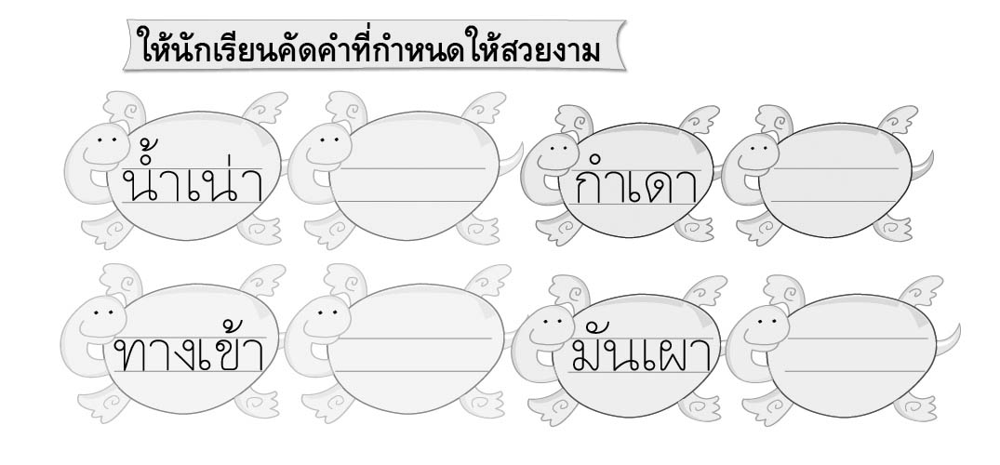 ให้นักเรียนคัดคำที่กำหนดให้สวยงาม
น้ำเน่า
กำเดา
ทางเข้า
มันเผา